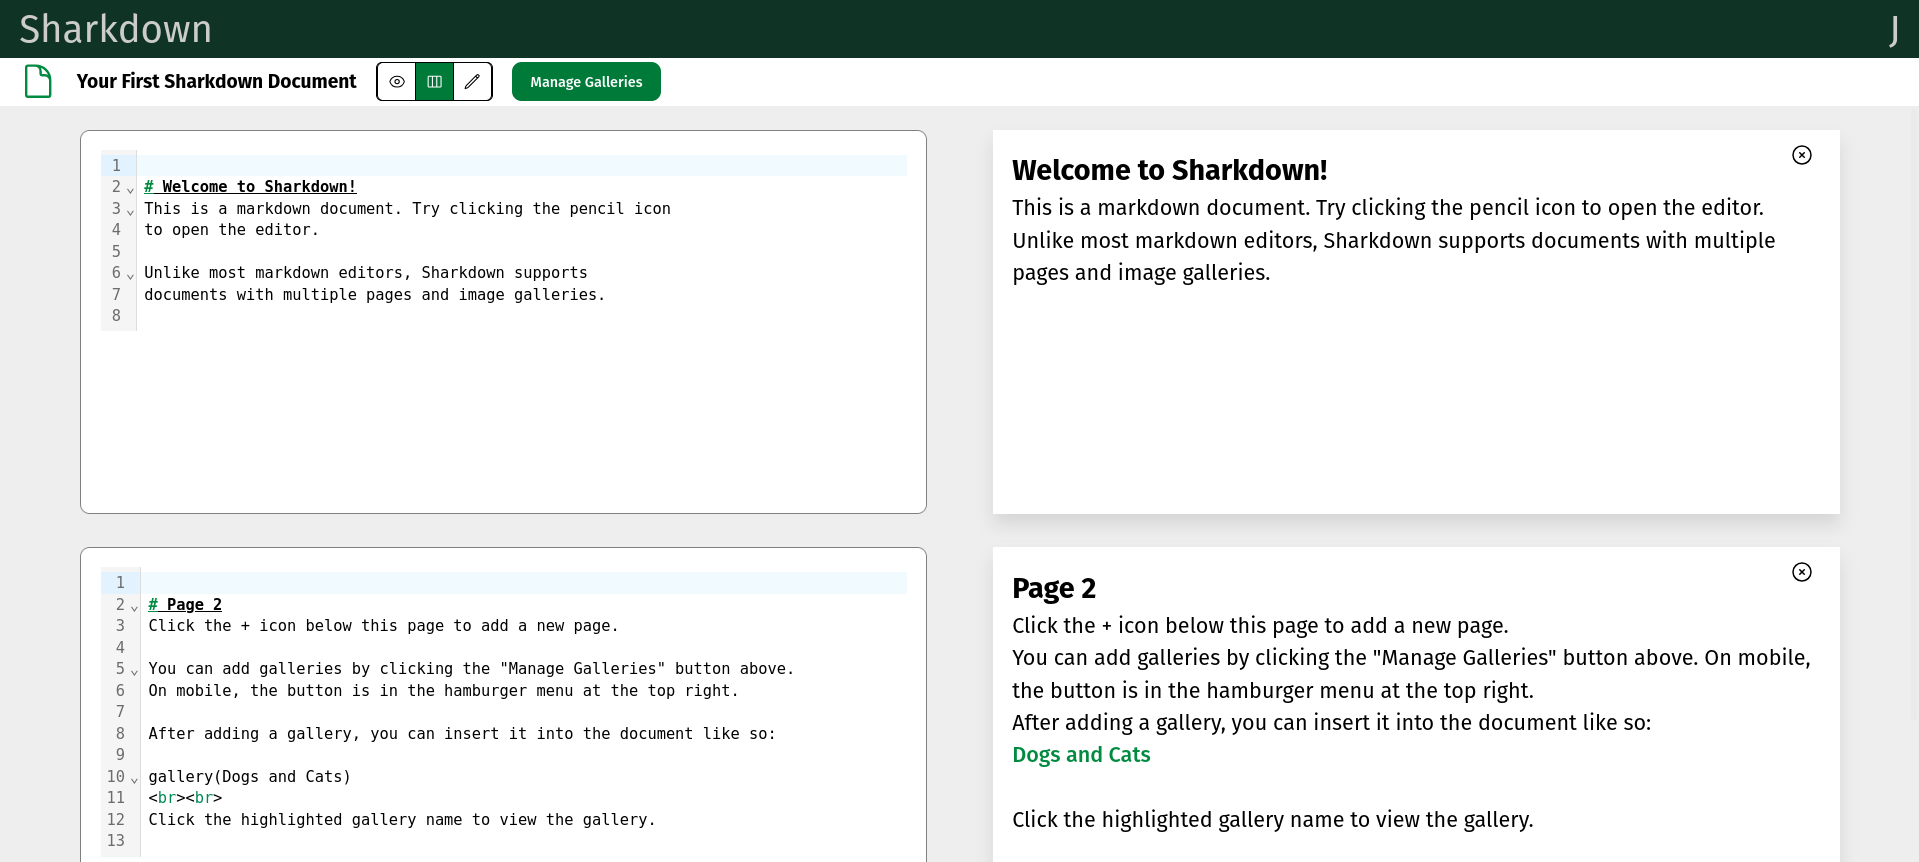 Sharkdown
J
Your First Sharkdown Document
Manage Galleries
1
2 # Welcome to Sharkdown!
3 This is a markdown document. Try clicking the pencil icon
4 to open the editor.
5
6 Unlike most markdown editors, Sharkdown supports
7 documents with multiple pages and image galleries.
8
Welcome to Sharkdown!
This is a markdown document. Try clicking the pencil icon to open the editor.
Unlike most markdown editors, Sharkdown supports documents with multiple
pages and image galleries.
1
2 # Page 2
3 Click the + icon below this page to add a new page.
4
5 You can add galleries by clicking the "Manage Galleries" button above.
6 On mobile, the button is in the hamburger menu at the top right.
7
8 After adding a gallery, you can insert it into the document like so:
9
10 gallery(Dogs and Cats)
11 <br><br>
12 Click the highlighted gallery name to view the gallery.
13
Page 2
Click the + icon below this page to add a new page.
You can add galleries by clicking the "Manage Galleries" button above. On mobile,
the button is in the hamburger menu at the top right.
After adding a gallery, you can insert it into the document like so:
Dogs and Cats
Click the highlighted gallery name to view the gallery.